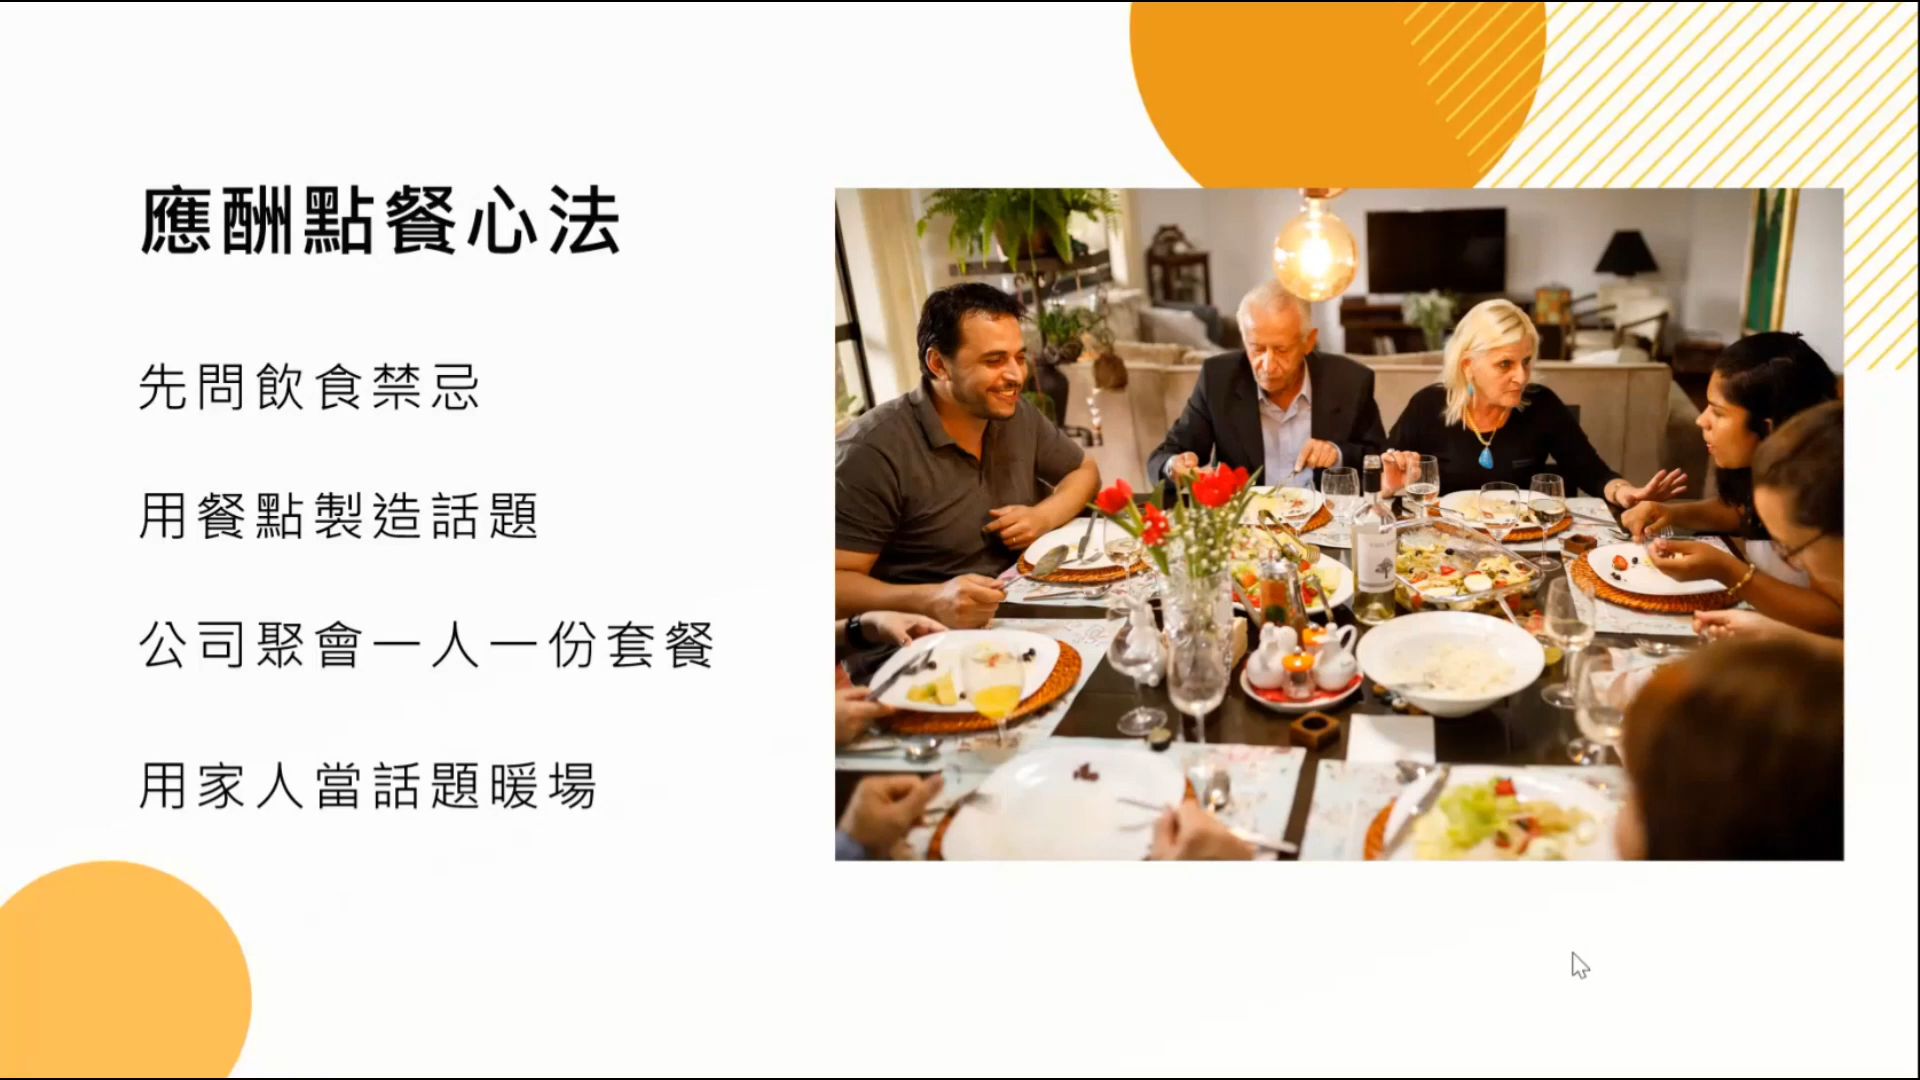 應酬點餐心法
先問飲食禁忌
用餐點製造話題
公司聚會一人一份套餐
用家人當話題暖場